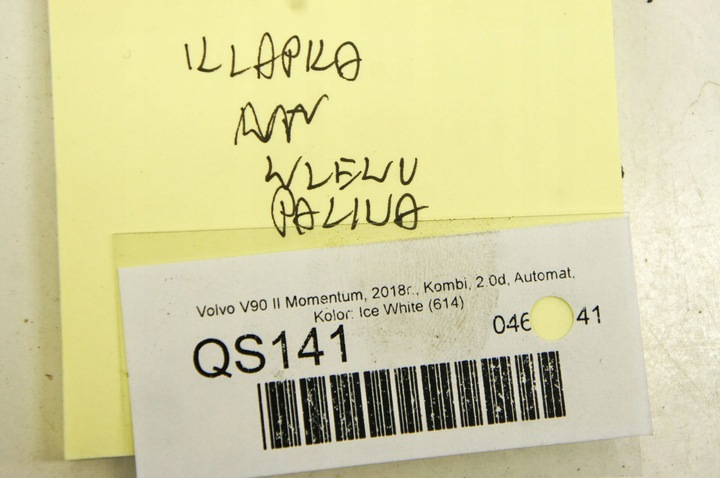 KLAPKA
WLEWU
PALIWA
Volvo V90 II Momentum, 2018r., Kombi, 2.0d, Automat,
Kolor: Ice White (614)
046 41
QS141